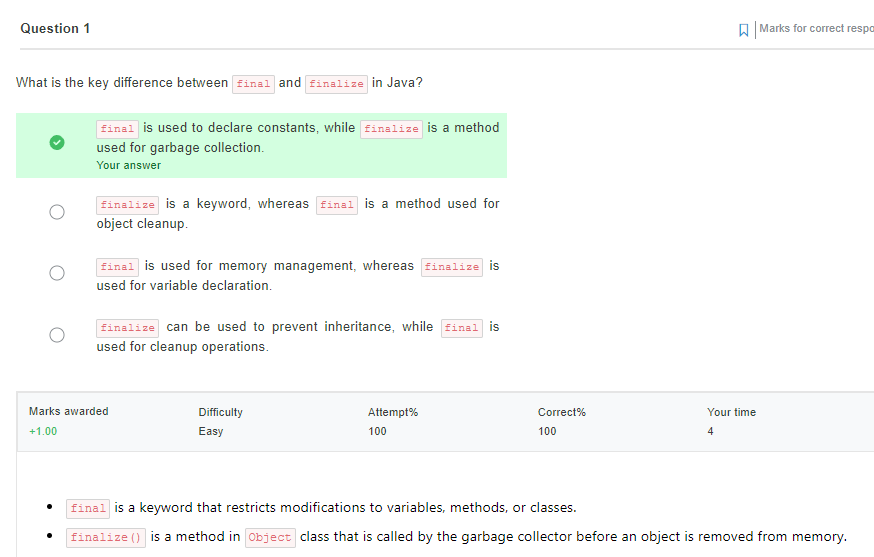 Question 1
Marks for correct respo
What is the key difference between final and finalize in Java?
final is used to declare constants, while finalize is a method
used for garbage collection.
Your answer
finalize is a keyword, whereas final is a method used for
object cleanup.
final is used for memory management, whereas finalize is
used for variable declaration.
finalize can be used to prevent inheritance, while final is
used for cleanup operations.
Marks awarded Difficulty Attempt% Correct% Your time
+1.00 Easy 100 100 4
• final is a keyword that restricts modifications to variables, methods, or classes.
• finalize() is a method in Object class that is called by the garbage collector before an object is removed from memory.